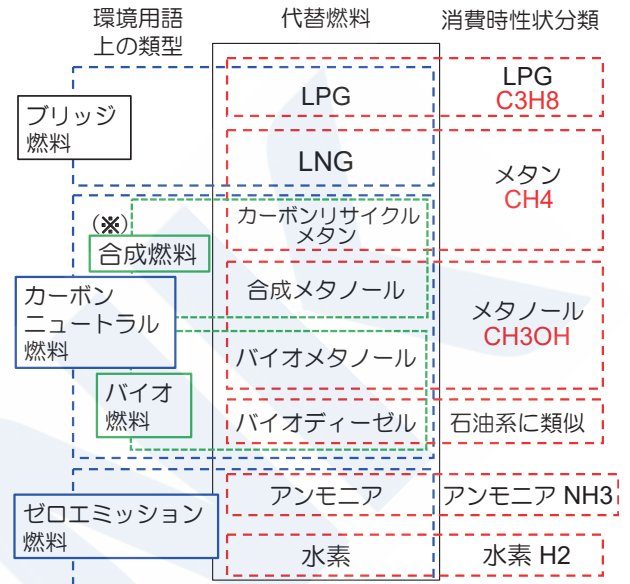 環境用語
上の類型
代替燃料
消費時性状分類
ブリッジ
燃料
LPG
LPG
C3H8
LNG
メタン
CH4
(※)
合成燃料
カーボンリサイクル
メタン
合成メタノール
カーボン
ニュートラル
燃料
メタノール
CH3OH
バイオメタノール
バイオ
燃料
バイオディーゼル
石油系に類似
ゼロエミッション
燃料
アンモニア
アンモニア NH3
水素
水素 H2